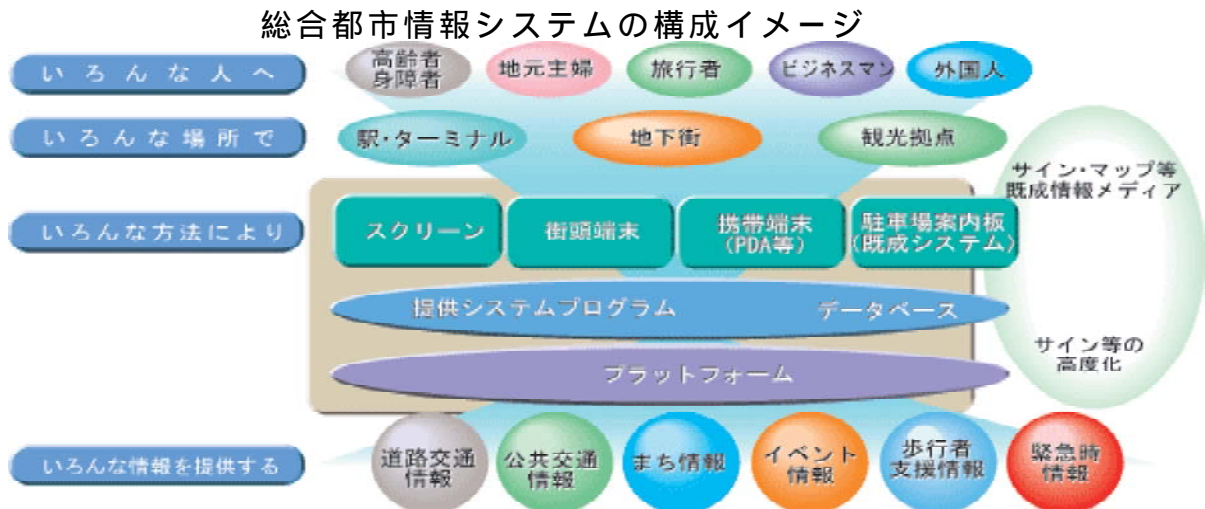 総合都市情報システムの構成イメージ
いろんな人へ
高齢者
身障者
地元主婦
旅行者
ビジネスマン
外国人
いろんな場所で
駅・ターミナル
地下街
観光拠点
サイン・マップ等
既成情報メディア
いろんな方法により
スクリーン
街頭端末
携帯端末
(PDA等)
駐車場案内板
(既成システム)
提供システムプログラム
データベース
サイン等の
高度化
プラットフォーム
いろんな情報を提供する
道路交通
情報
公共交通
情報
まち情報
イベント
情報
歩行者
支援情報
緊急時
情報